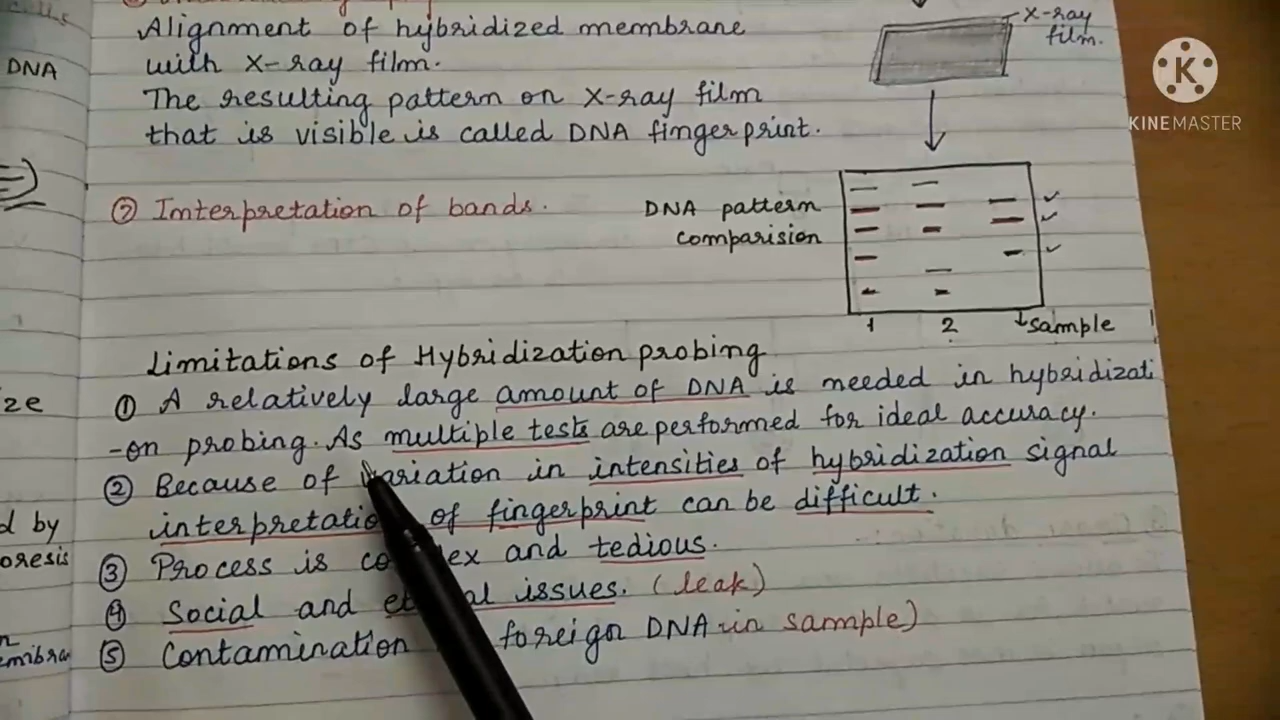 Alignment of hybridized membrane
with X-ray film.
The resulting pattern on X-ray film
that is visible is called DNA fingerprint.
X-ray
film.
KINEMASTER
DNA
⑦ Interpretation of bands.
DNA pattern
comparision
1 2 sample
Limitations of Hybridization probing
① A relatively large amount of DNA is needed in hybridizati
-on probing. As multiple tests are performed for ideal accuracy.
② Because of variation in intensities of hybridization signal
interpretation of fingerprint can be difficult.
③ Process is complex and tedious.
④ Social and ethical issues. (leak)
⑤ Contamination foreign DNA in sample)
ze
d by
oresis